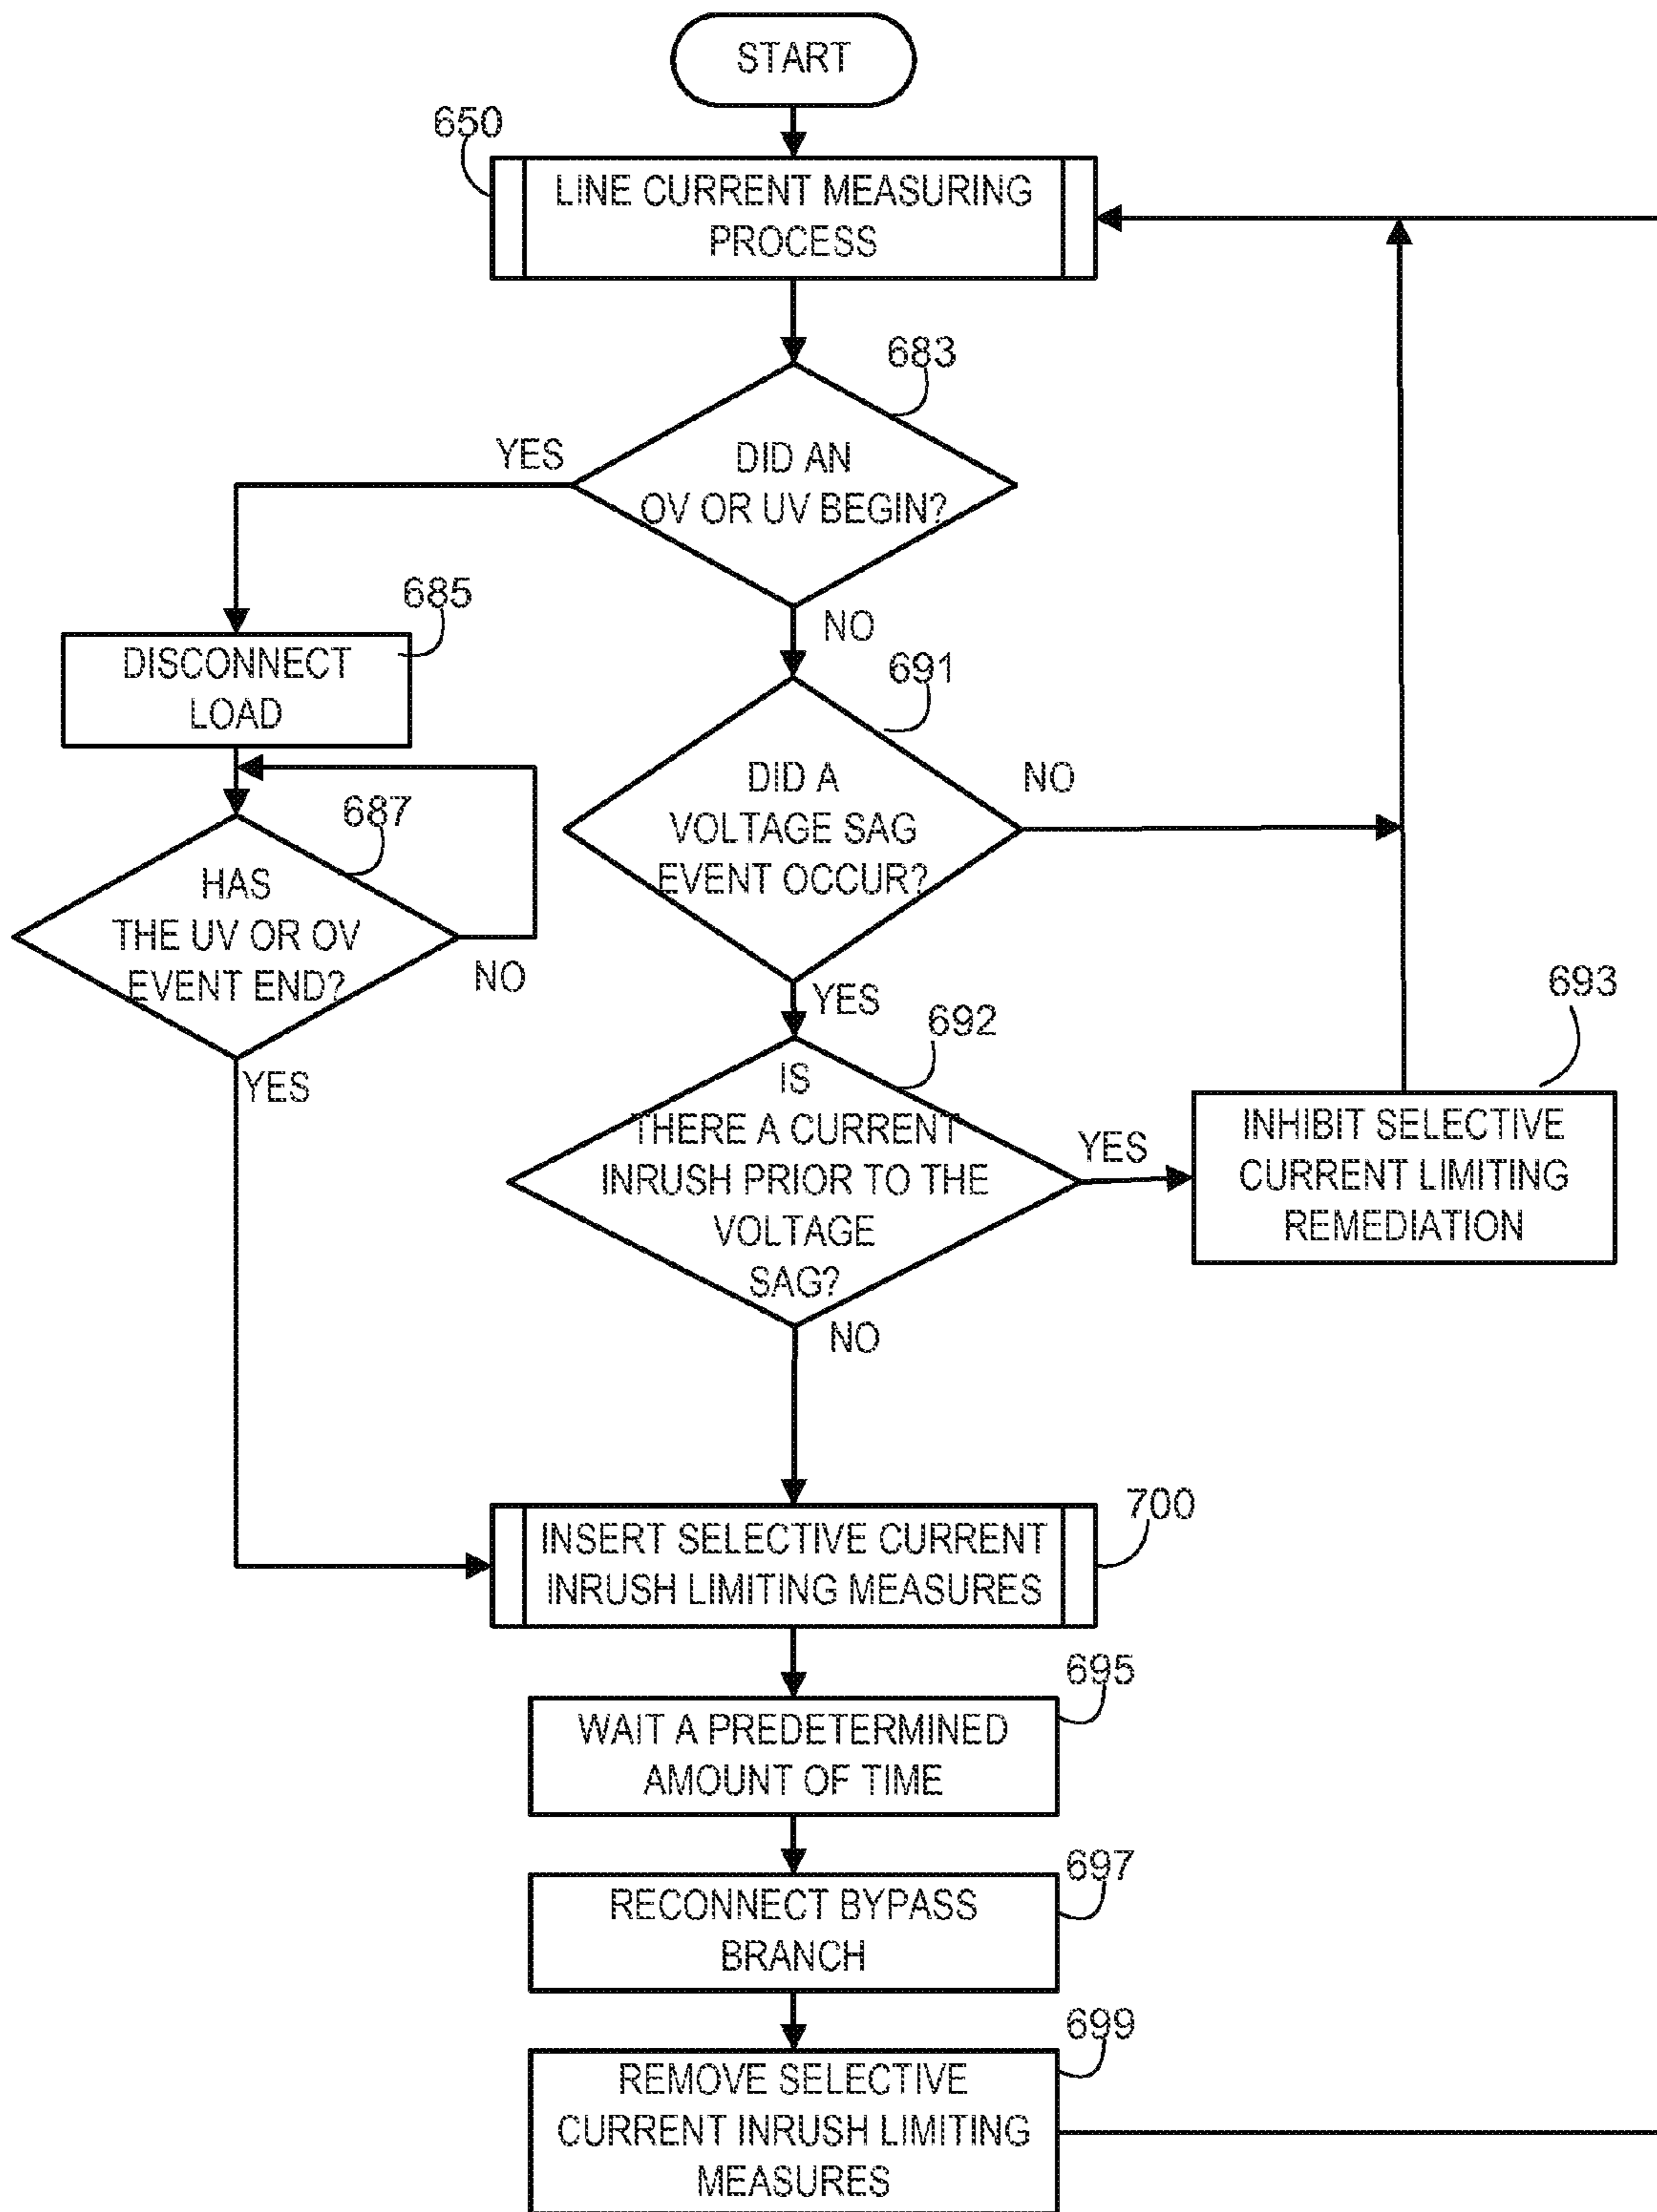 START
650
LINE CURRENT MEASURING
PROCESS
683
YES
DID AN
OV OR UV BEGIN?
685
NO
DISCONNECT
LOAD
691
DID A
VOLTAGE SAG
EVENT OCCUR?
NO
687
HAS
THE UV OR OV
EVENT END?
NO
YES
YES
692
IS
THERE A CURRENT
INRUSH PRIOR TO THE
VOLTAGE
SAG?
YES
693
INHIBIT SELECTIVE
CURRENT LIMITING
REMEDIATION
NO
700
INSERT SELECTIVE CURRENT
INRUSH LIMITING MEASURES
695
WAIT A PREDETERMINED
AMOUNT OF TIME
697
RECONNECT BYPASS
BRANCH
699
REMOVE SELECTIVE
CURRENT INRUSH LIMITING
MEASURES